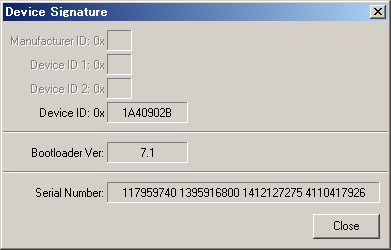 Device Signature
Manufacturer ID: 0x
Device ID 1: 0x
Device ID 2: 0x
Device ID: 0x 1A40902B
Bootloader Ver: 7.1
Serial Number: 117959740 1395916800 1412127275 4110417926
Close